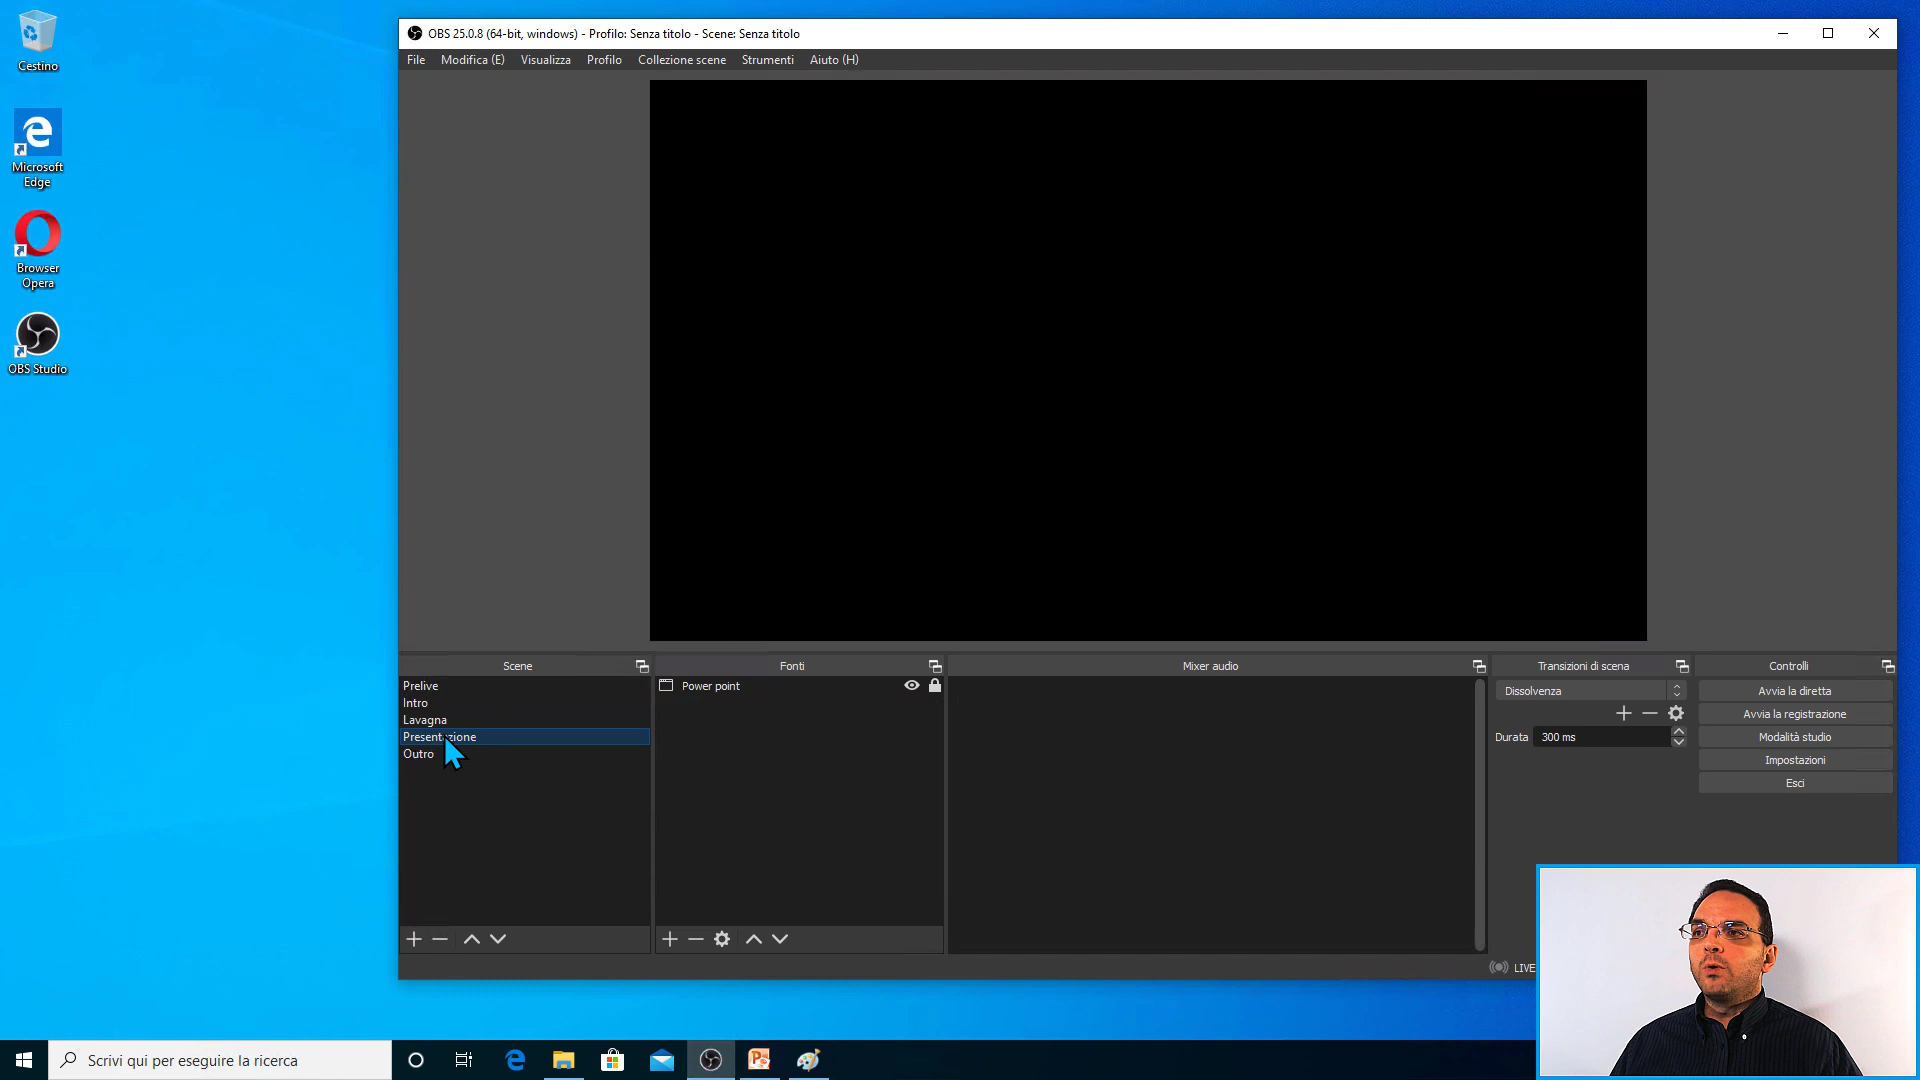 Cestino
Microsoft
Edge
Browser
Opera
OBS Studio
OBS 25.0.8 (64-bit, windows) - Profilo: Senza titolo - Scene: Senza titolo
File Modifica (E) Visualizza Profilo Collezione scene Strumenti Aiuto (H)
Scene
Prelive
Intro
Lavagna
Presentazione
Outro
Fonti
Power point
Mixer audio
Transizioni di scena
Dissolvenza
Durata 300 ms
Controlli
Avvia la diretta
Avvia la registrazione
Modalità studio
Impostazioni
Esci
LIVE
Scrivi qui per eseguire la ricerca